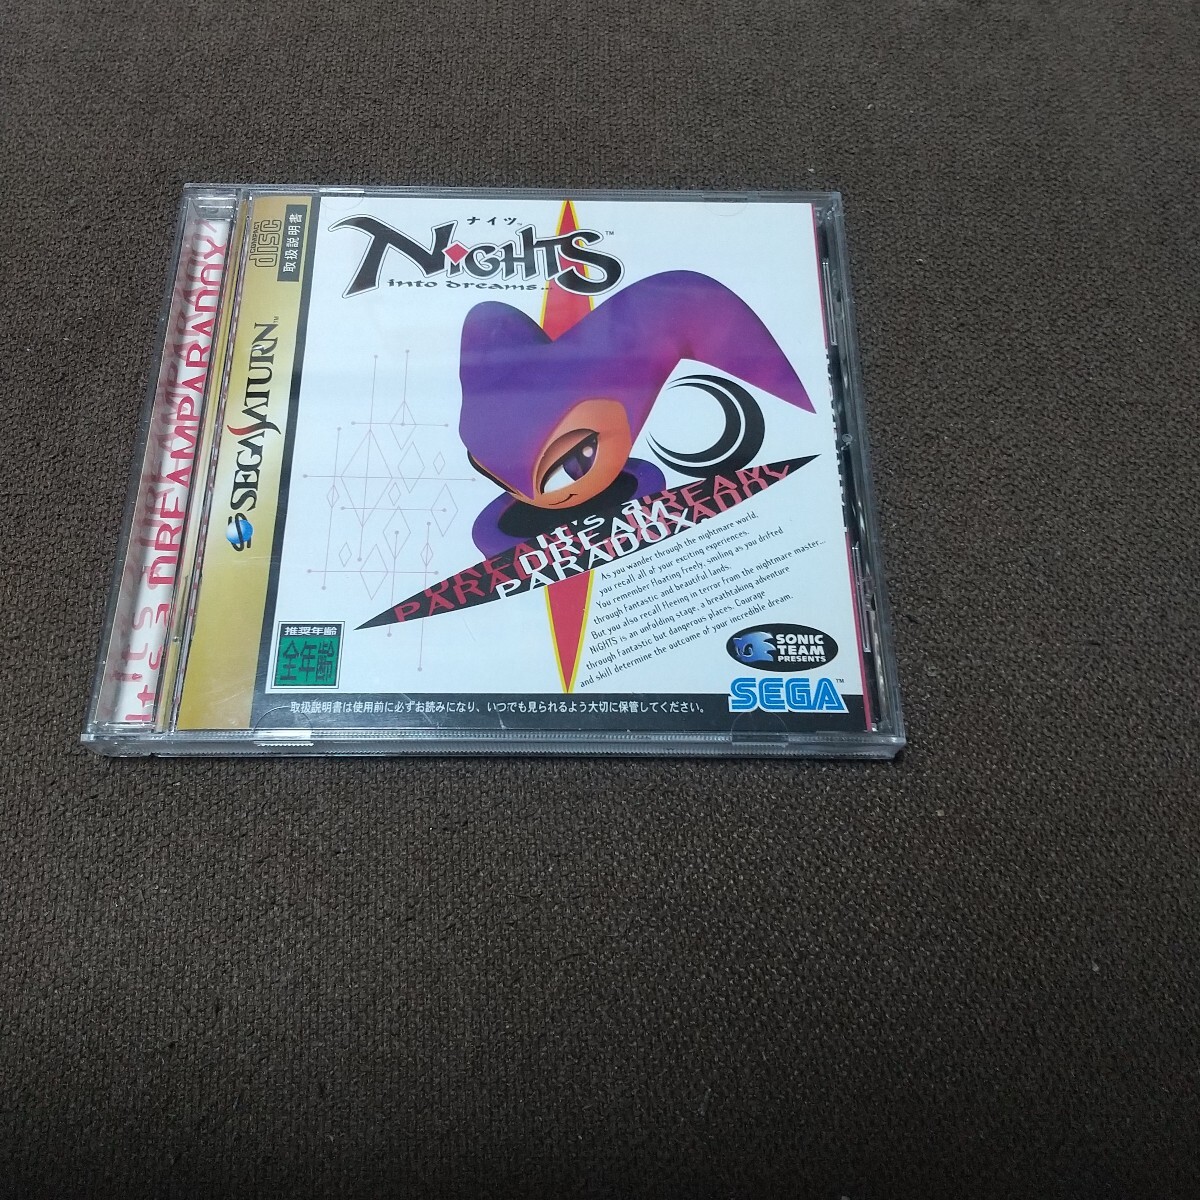 It's a DREAMPARADOX
COMPACT disc
取扱説明書
SEGASATURN™
ナイツ
NiGHTS™
into dreams...
It's a
DREAM
PARADOX
As you wander through the nightmare world,
you recall all of your exciting experiences.
You remember floating freely, smiling as you drifted
through fantastic and beautiful lands.
But you also recall fleeing in terror from the nightmare master...
NiGHTS is an unfolding stage, a breathtaking adventure
through fantastic but dangerous places. Courage
and skill determine the outcome of your incredible dream.
推奨年齢
全年齢
SONIC
TEAM
PRESENTS
SEGA™
取扱説明書は使用前に必ずお読みになり、いつでも見られるよう大切に保管してください。